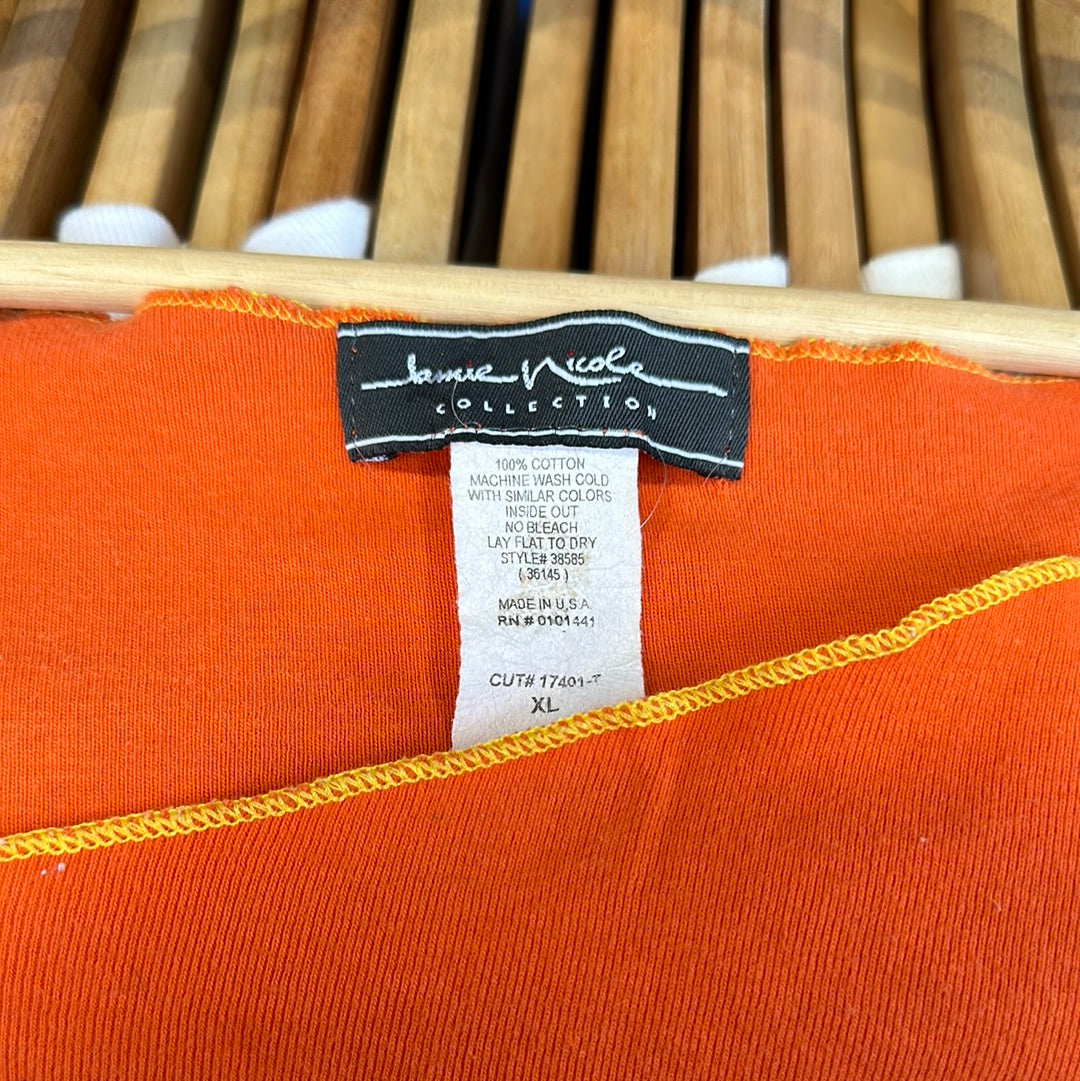 Jamie Nicole
COLLECTION
100% COTTON
MACHINE WASH COLD
WITH SIMILAR COLORS
INSIDE OUT
NO BLEACH
LAY FLAT TO DRY
STYLE# 38585
( 36145 )
MADE IN U.S.A.
RN # 0101441
CUT# 17401-T
XL